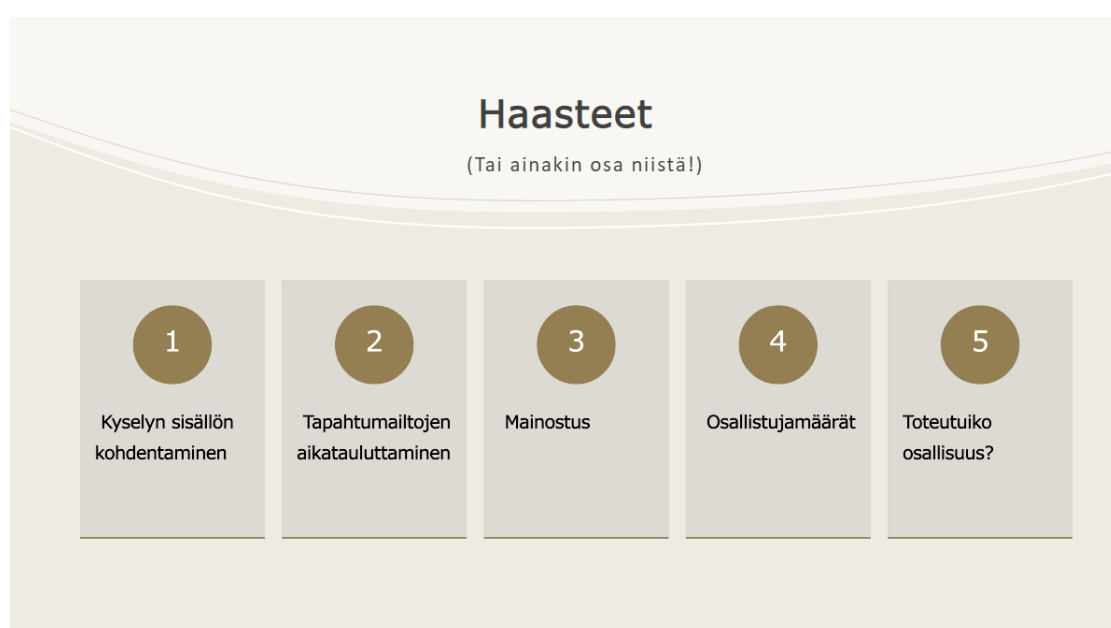 Haasteet
(Tai ainakin osa niistä!)
1
Kyselyn sisällön
kohdentaminen
2
Tapahtumailtojen
aikatauluttaminen
3
Mainostus
4
Osallistujamäärät
5
Toteutuiko
osallisuus?